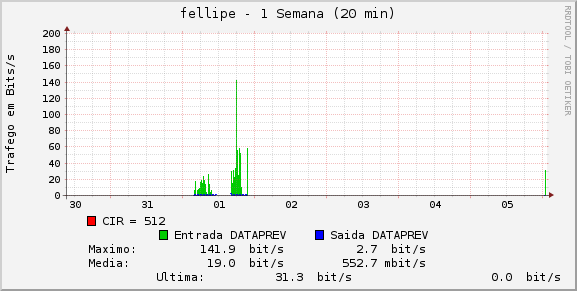 fellipe - 1 Semana (20 min)
RRDTOOL / TOBI OETIKER
Trafego em Bits/s
200
180
160
140
120
100
80
60
40
20
0
30 31 01 02 03 04 05
CIR = 512
Entrada DATAPREV Saida DATAPREV
Maximo: 141.9 bit/s 2.7 bit/s
Media: 19.0 bit/s 552.7 mbit/s
Ultima: 31.3 bit/s 0.0 bit/s